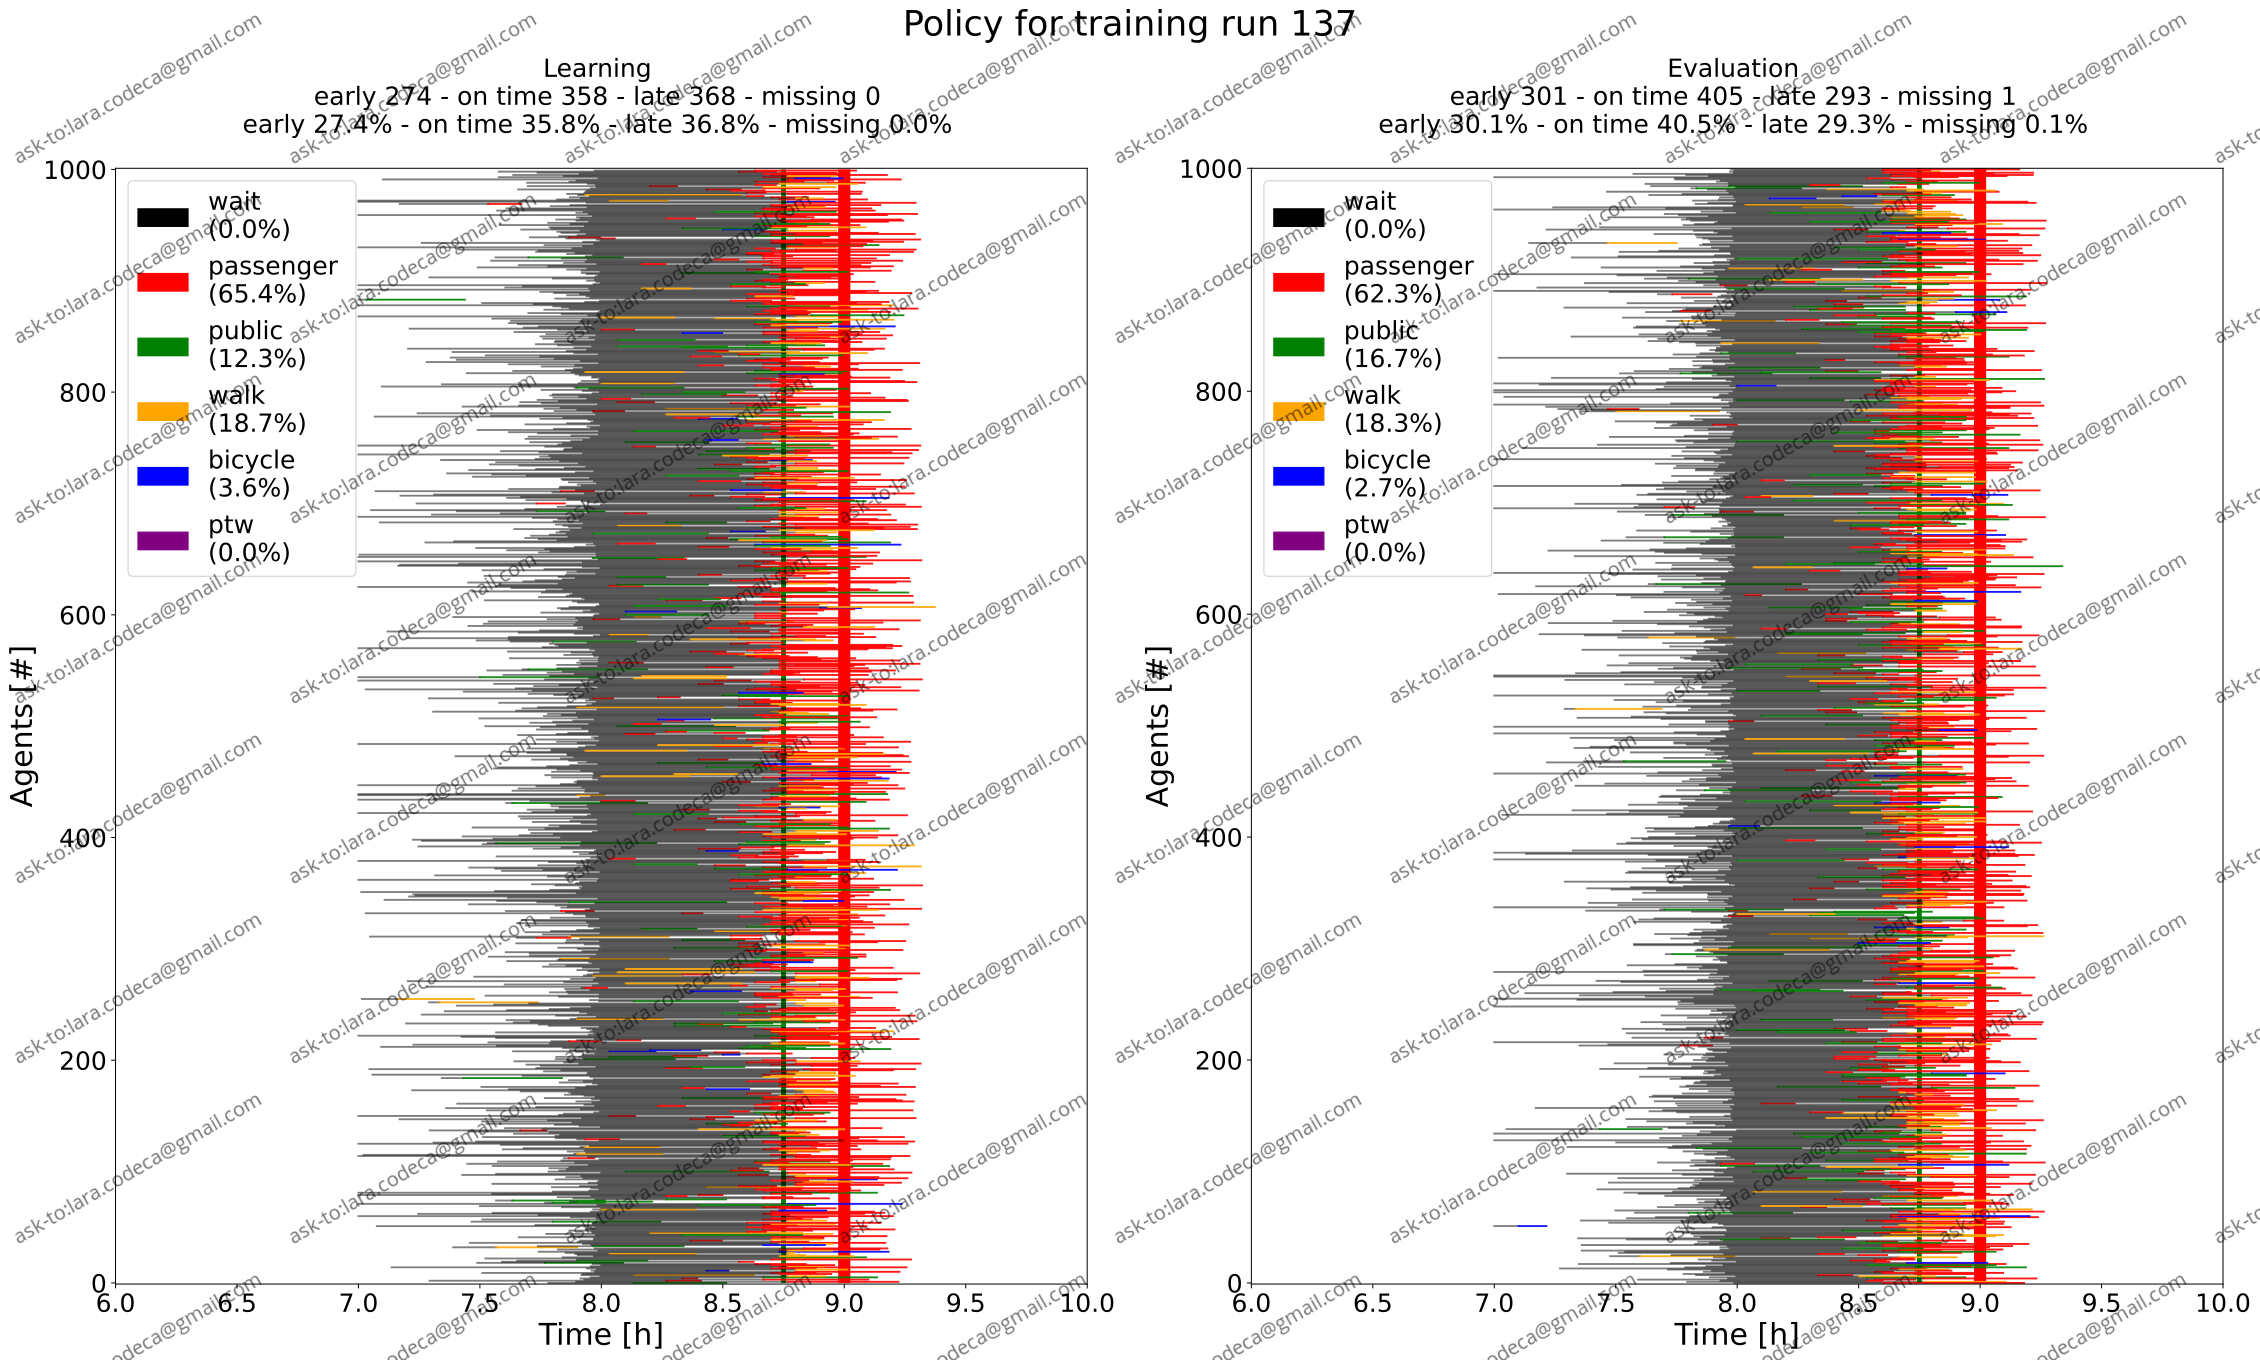 Policy for training run 137
Learning
early 274 - on time 358 - late 368 - missing 0
early 27.4% - on time 35.8% - late 36.8% - missing 0.0%
1000
800
600
400
200
0
Agents [#]
wait
(0.0%)
passenger
(65.4%)
public
(12.3%)
walk
(18.7%)
bicycle
(3.6%)
ptw
(0.0%)
6.0 6.5 7.0 7.5 8.0 8.5 9.0 9.5 10.0
Time [h]
Evaluation
early 301 - on time 405 - late 293 - missing 1
early 30.1% - on time 40.5% - late 29.3% - missing 0.1%
1000
800
600
400
200
0
Agents [#]
wait
(0.0%)
passenger
(62.3%)
public
(16.7%)
walk
(18.3%)
bicycle
(2.7%)
ptw
(0.0%)
6.0 6.5 7.0 7.5 8.0 8.5 9.0 9.5 10.0
Time [h]
ask-to:lara.codeca@gmail.com